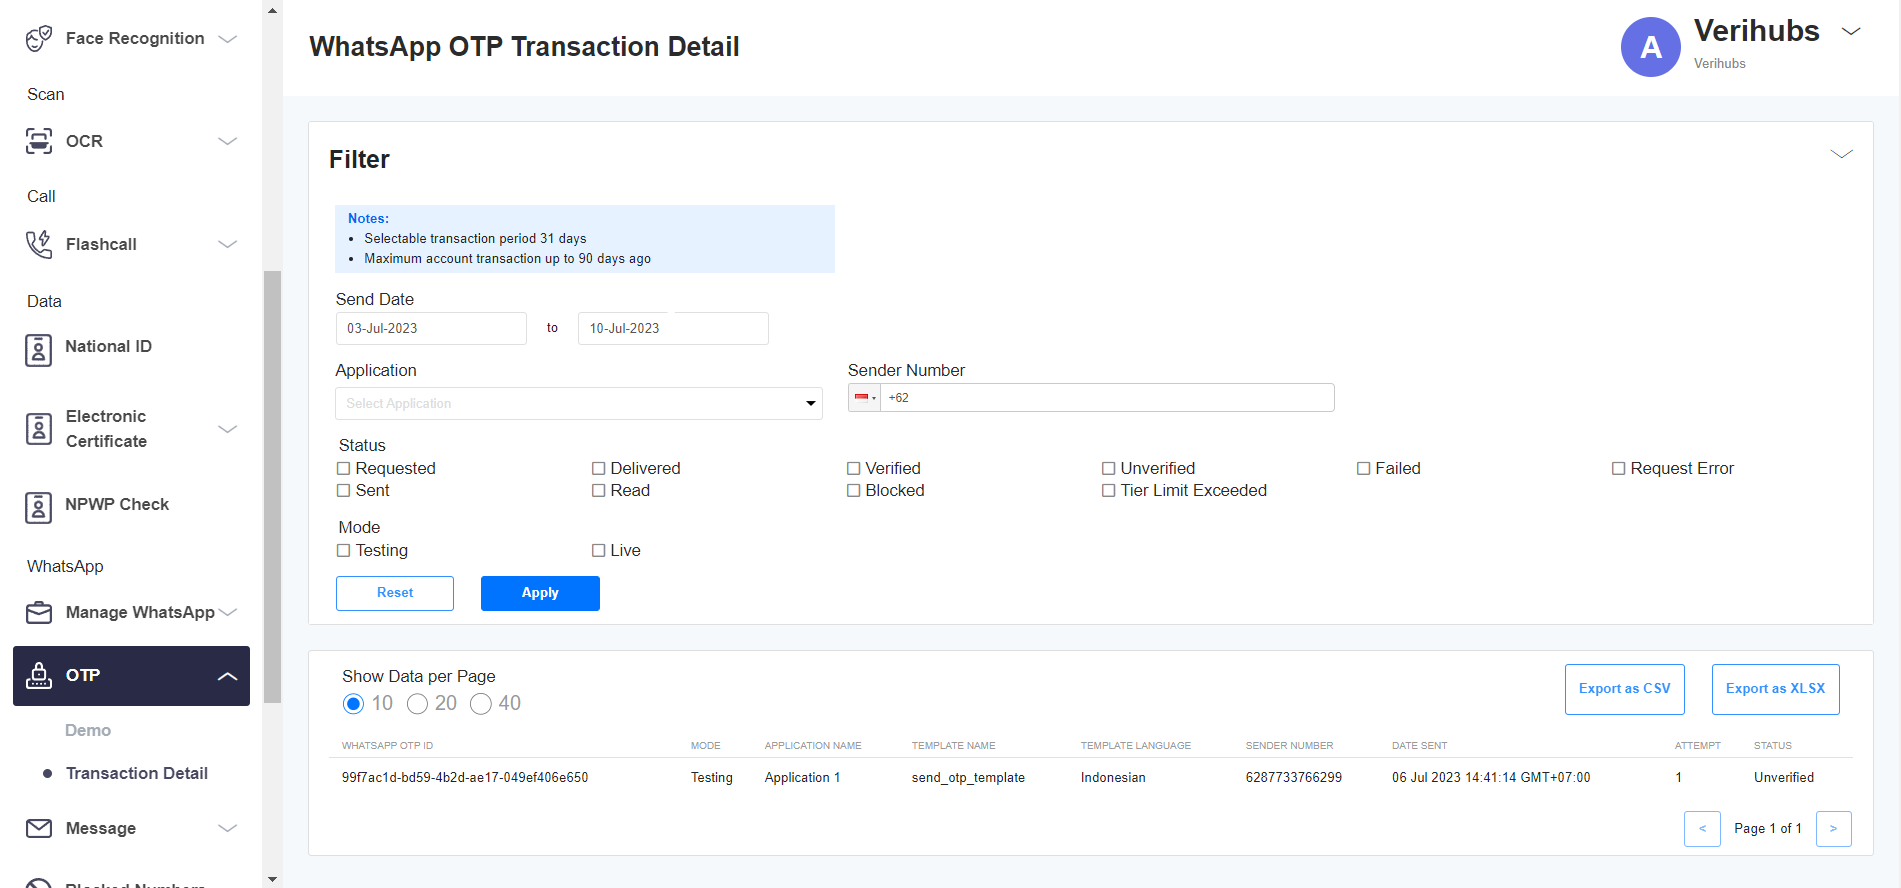 Face Recognition
Scan
OCR
Call
Flashcall
Data
National ID
Electronic
Certificate
NPWP Check
WhatsApp
Manage WhatsApp
OTP
Demo
Transaction Detail
Message
Blocked Numbers
WhatsApp OTP Transaction Detail
A
Verihubs
Verihubs
Filter
Notes:
• Selectable transaction period 31 days
• Maximum account transaction up to 90 days ago
Send Date
03-Jul-2023 to 10-Jul-2023
Application
Select Application
Sender Number
+62
Status
Requested Delivered Verified Unverified Failed Request Error
Sent Read Blocked Tier Limit Exceeded
Mode
Testing Live
Reset Apply
Show Data per Page
10 20 40
Export as CSV Export as XLSX
WHATSAPP OTP ID MODE APPLICATION NAME TEMPLATE NAME TEMPLATE LANGUAGE SENDER NUMBER DATE SENT ATTEMPT STATUS
99f7ac1d-bd59-4b2d-ae17-049ef406e650 Testing Application 1 send_otp_template Indonesian 6287733766299 06 Jul 2023 14:41:14 GMT+07:00 1 Unverified
< Page 1 of 1 >